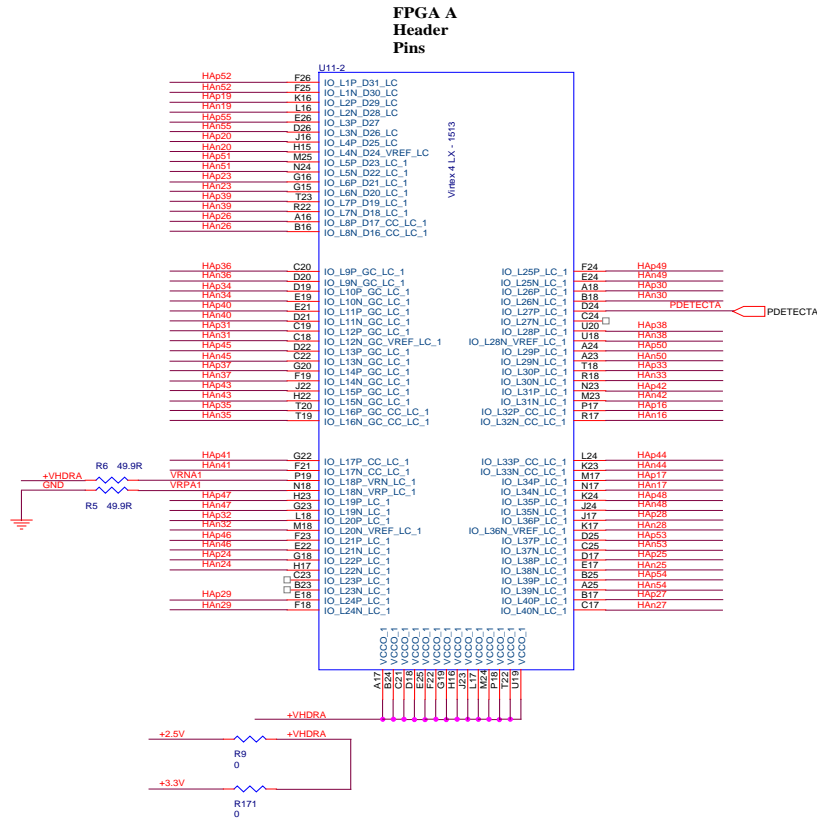 FPGA A
Header
Pins
U11-2
HAp52 F26 IO_L1P_D31_LC
HAn52 F25 IO_L1N_D30_LC
HAp19 K16 IO_L2P_D29_LC
HAn19 L16 IO_L2N_D28_LC
HAp55 E26 IO_L3P_D27
HAn55 D26 IO_L3N_D26_LC
HAp20 J16 IO_L4P_D25_LC
HAn20 H15 IO_L4N_D24_VREF_LC
HAp51 M25 IO_L5P_D23_LC_1
HAn51 N24 IO_L5N_D22_LC_1
HAp23 G16 IO_L6P_D21_LC_1
HAn23 G15 IO_L6N_D20_LC_1
HAp39 T23 IO_L7P_D19_LC_1
HAn39 R22 IO_L7N_D18_LC_1
HAp26 A16 IO_L8P_D17_CC_LC_1
HAn26 B16 IO_L8N_D16_CC_LC_1
Virtex 4 LX - 1513
HAp36 C20 IO_L9P_GC_LC_1 IO_L25P_LC_1 F24 HAp49
HAn36 D20 IO_L9N_GC_LC_1 IO_L25N_LC_1 E24 HAn49
HAp34 D19 IO_L10P_GC_LC_1 IO_L26P_LC_1 A18 HAp30
HAn34 E19 IO_L10N_GC_LC_1 IO_L26N_LC_1 B18 HAn30
HAp40 E21 IO_L11P_GC_LC_1 IO_L27P_LC_1 D24 PDETECTA PDETECTA
HAn40 D21 IO_L11N_GC_LC_1 IO_L27N_LC_1 C24
HAp31 C19 IO_L12P_GC_LC_1 IO_L28P_LC_1 U20 HAp38
HAn31 C18 IO_L12N_GC_VREF_LC_1 IO_L28N_VREF_LC_1 U18 HAn38
HAp45 D22 IO_L13P_GC_LC_1 IO_L29P_LC_1 A24 HAp50
HAn45 C22 IO_L13N_GC_LC_1 IO_L29N_LC_1 A23 HAn50
HAp37 G20 IO_L14P_GC_LC_1 IO_L30P_LC_1 T18 HAp33
HAn37 F19 IO_L14N_GC_LC_1 IO_L30N_LC_1 R18 HAn33
HAp43 J22 IO_L15P_GC_LC_1 IO_L31P_LC_1 N23 HAp42
HAn43 H22 IO_L15N_GC_LC_1 IO_L31N_LC_1 M23 HAn42
HAp35 T20 IO_L16P_GC_CC_LC_1 IO_L32P_CC_LC_1 P17 HAp16
HAn35 T19 IO_L16N_GC_CC_LC_1 IO_L32N_CC_LC_1 R17 HAn16
HAp41 G22 IO_L17P_CC_LC_1 IO_L33P_CC_LC_1 L24 HAp44
HAn41 F21 IO_L17N_CC_LC_1 IO_L33N_CC_LC_1 K23 HAn44
+VHDRA R6 49.9R VRNA1 P19 IO_L18P_VRN_LC_1 IO_L34P_LC_1 M17 HAp17
GND R5 49.9R VRPA1 N18 IO_L18N_VRP_LC_1 IO_L34N_LC_1 N17 HAn17
HAp47 H23 IO_L19P_LC_1 IO_L35P_LC_1 K24 HAp48
HAn47 G23 IO_L19N_LC_1 IO_L35N_LC_1 J24 HAn48
HAp32 L18 IO_L20P_LC_1 IO_L36P_LC_1 J17 HAp28
HAn32 M18 IO_L20N_VREF_LC_1 IO_L36N_VREF_LC_1 K17 HAn28
HAp46 F23 IO_L21P_LC_1 IO_L37P_LC_1 D25 HAp53
HAn46 E22 IO_L21N_LC_1 IO_L37N_LC_1 C25 HAn53
HAp24 G18 IO_L22P_LC_1 IO_L38P_LC_1 D17 HAp25
HAn24 H17 IO_L22N_LC_1 IO_L38N_LC_1 E17 HAn25
C23 IO_L23P_LC_1 IO_L39P_LC_1 B25 HAp54
B23 IO_L23N_LC_1 IO_L39N_LC_1 A25 HAn54
HAp29 E18 IO_L24P_LC_1 IO_L40P_LC_1 B17 HAp27
HAn29 F18 IO_L24N_LC_1 IO_L40N_LC_1 C17 HAn27
VCCO_1 VCCO_1 VCCO_1 VCCO_1 VCCO_1 VCCO_1 VCCO_1 VCCO_1 VCCO_1 VCCO_1 VCCO_1 VCCO_1 VCCO_1 VCCO_1
A17 B24 C21 D18 E25 F22 G19 H16 J23 L17 M24 P18 T22 U19
+VHDRA
+2.5V +VHDRA
R9
0
+3.3V
R171
0